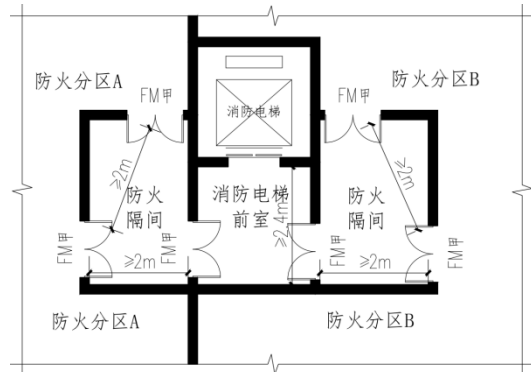 防火分区A
FM甲
消防电梯
FM甲
防火分区B
≥2m
防火
隔间
消防电梯
前室
≥2.4m
防火
隔间
≥2m
FM甲
≥2m
FM甲
FM甲
≥2m
FM甲
防火分区A
防火分区B